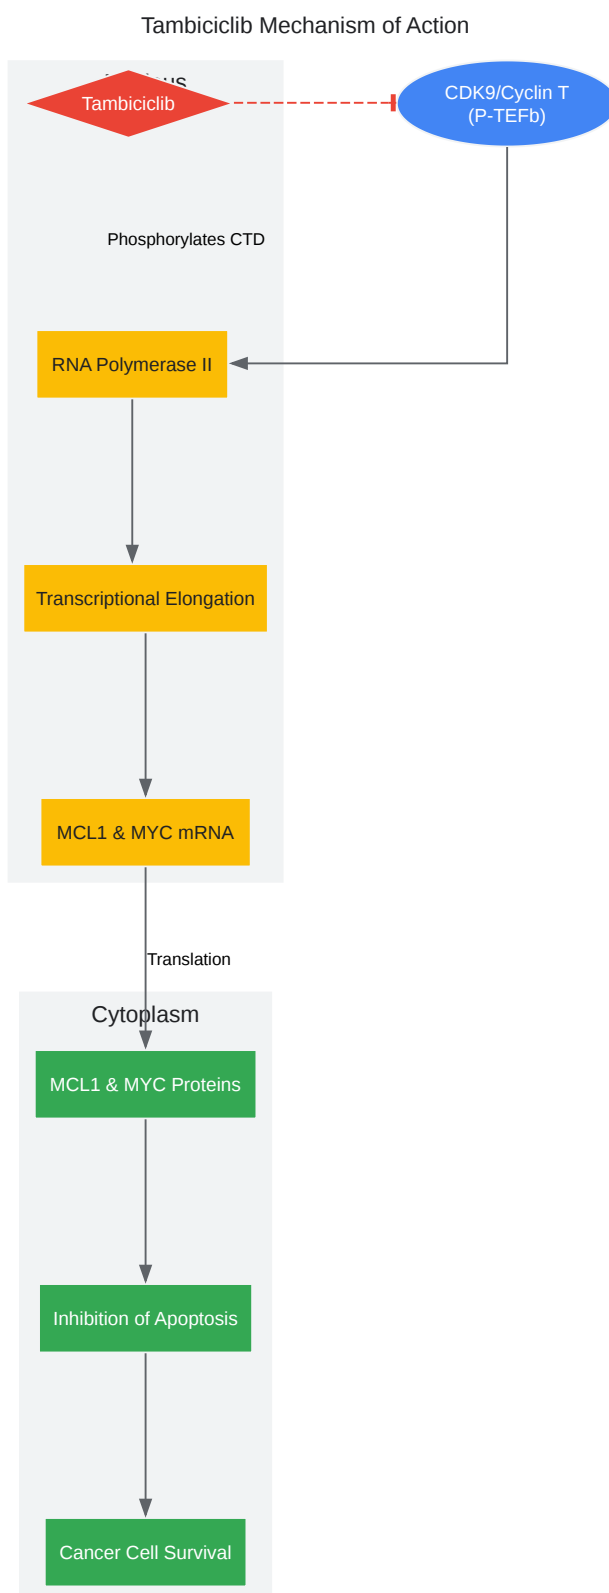 Tambiciclib Mechanism of Action
Tambiciclib
CDK9/Cyclin T
(P-TEFb)
Phosphorylates CTD
RNA Polymerase II
Transcriptional Elongation
MCL1 & MYC mRNA
Translation
Cytoplasm
MCL1 & MYC Proteins
Inhibition of Apoptosis
Cancer Cell Survival